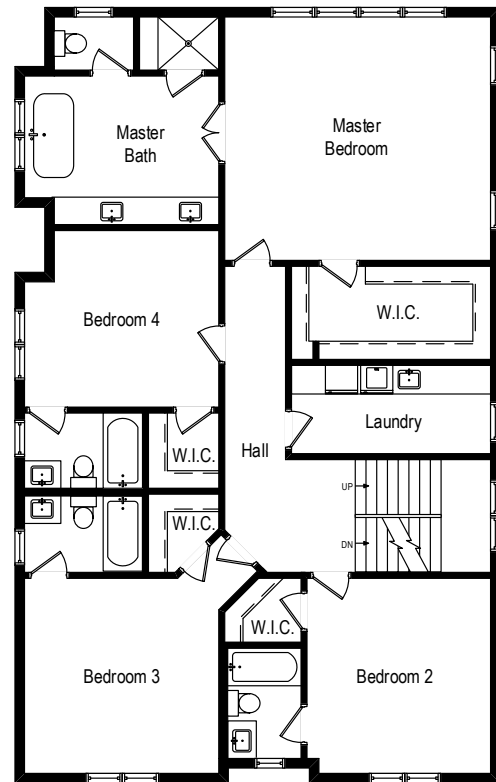 Master
Bath
Master
Bedroom
Bedroom 4
W.I.C.
Laundry
Hall
W.I.C.
UP
W.I.C.
DN
W.I.C.
Bedroom 3
Bedroom 2